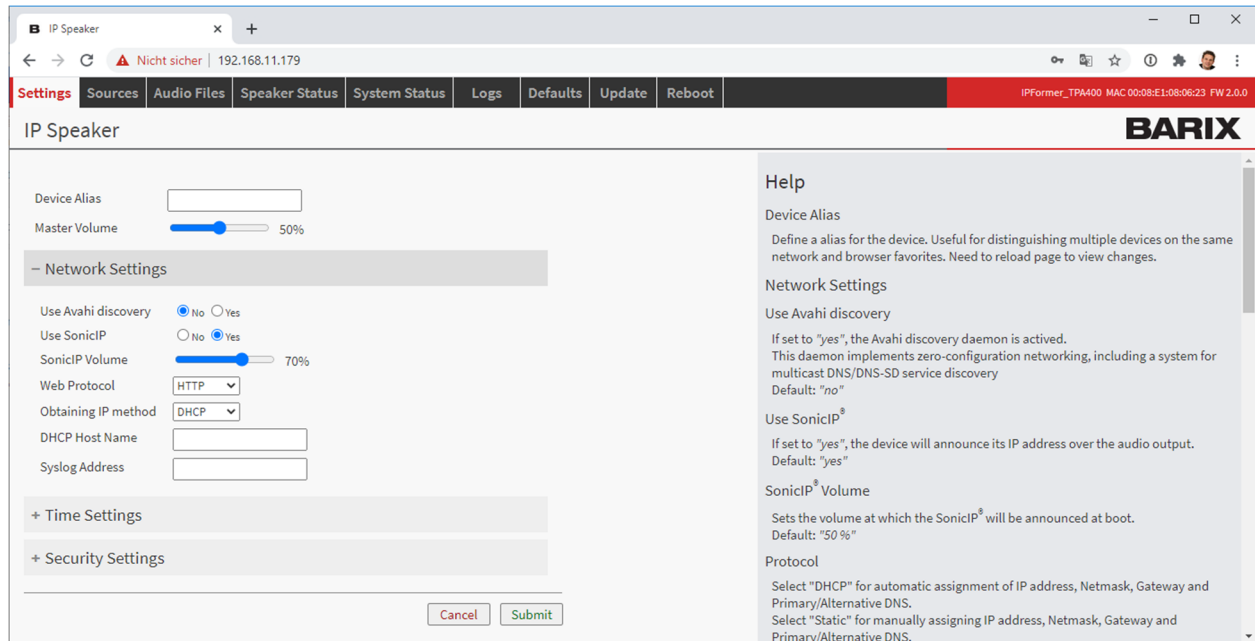 B IP Speaker
Nicht sicher | 192.168.11.179
Settings Sources Audio Files Speaker Status System Status Logs Defaults Update Reboot
IPFormer_TPA400 MAC 00:08:E1:08:06:23 FW 2.0.0
IP Speaker
BARIX
Device Alias
Master Volume 50%
− Network Settings
Use Avahi discovery No Yes
Use SonicIP No Yes
SonicIP Volume 70%
Web Protocol HTTP
Obtaining IP method DHCP
DHCP Host Name
Syslog Address
+ Time Settings
+ Security Settings
Cancel Submit
Help
Device Alias
Define a alias for the device. Useful for distinguishing multiple devices on the same
network and browser favorites. Need to reload page to view changes.
Network Settings
Use Avahi discovery
If set to "yes", the Avahi discovery daemon is actived.
This daemon implements zero-configuration networking, including a system for
multicast DNS/DNS-SD service discovery
Default: "no"
Use SonicIP®
If set to "yes", the device will announce its IP address over the audio output.
Default: "yes"
SonicIP® Volume
Sets the volume at which the SonicIP® will be announced at boot.
Default: "50 %"
Protocol
Select "DHCP" for automatic assignment of IP address, Netmask, Gateway and
Primary/Alternative DNS.
Select "Static" for manually assigning IP address, Netmask, Gateway and
Primary/Alternative DNS.